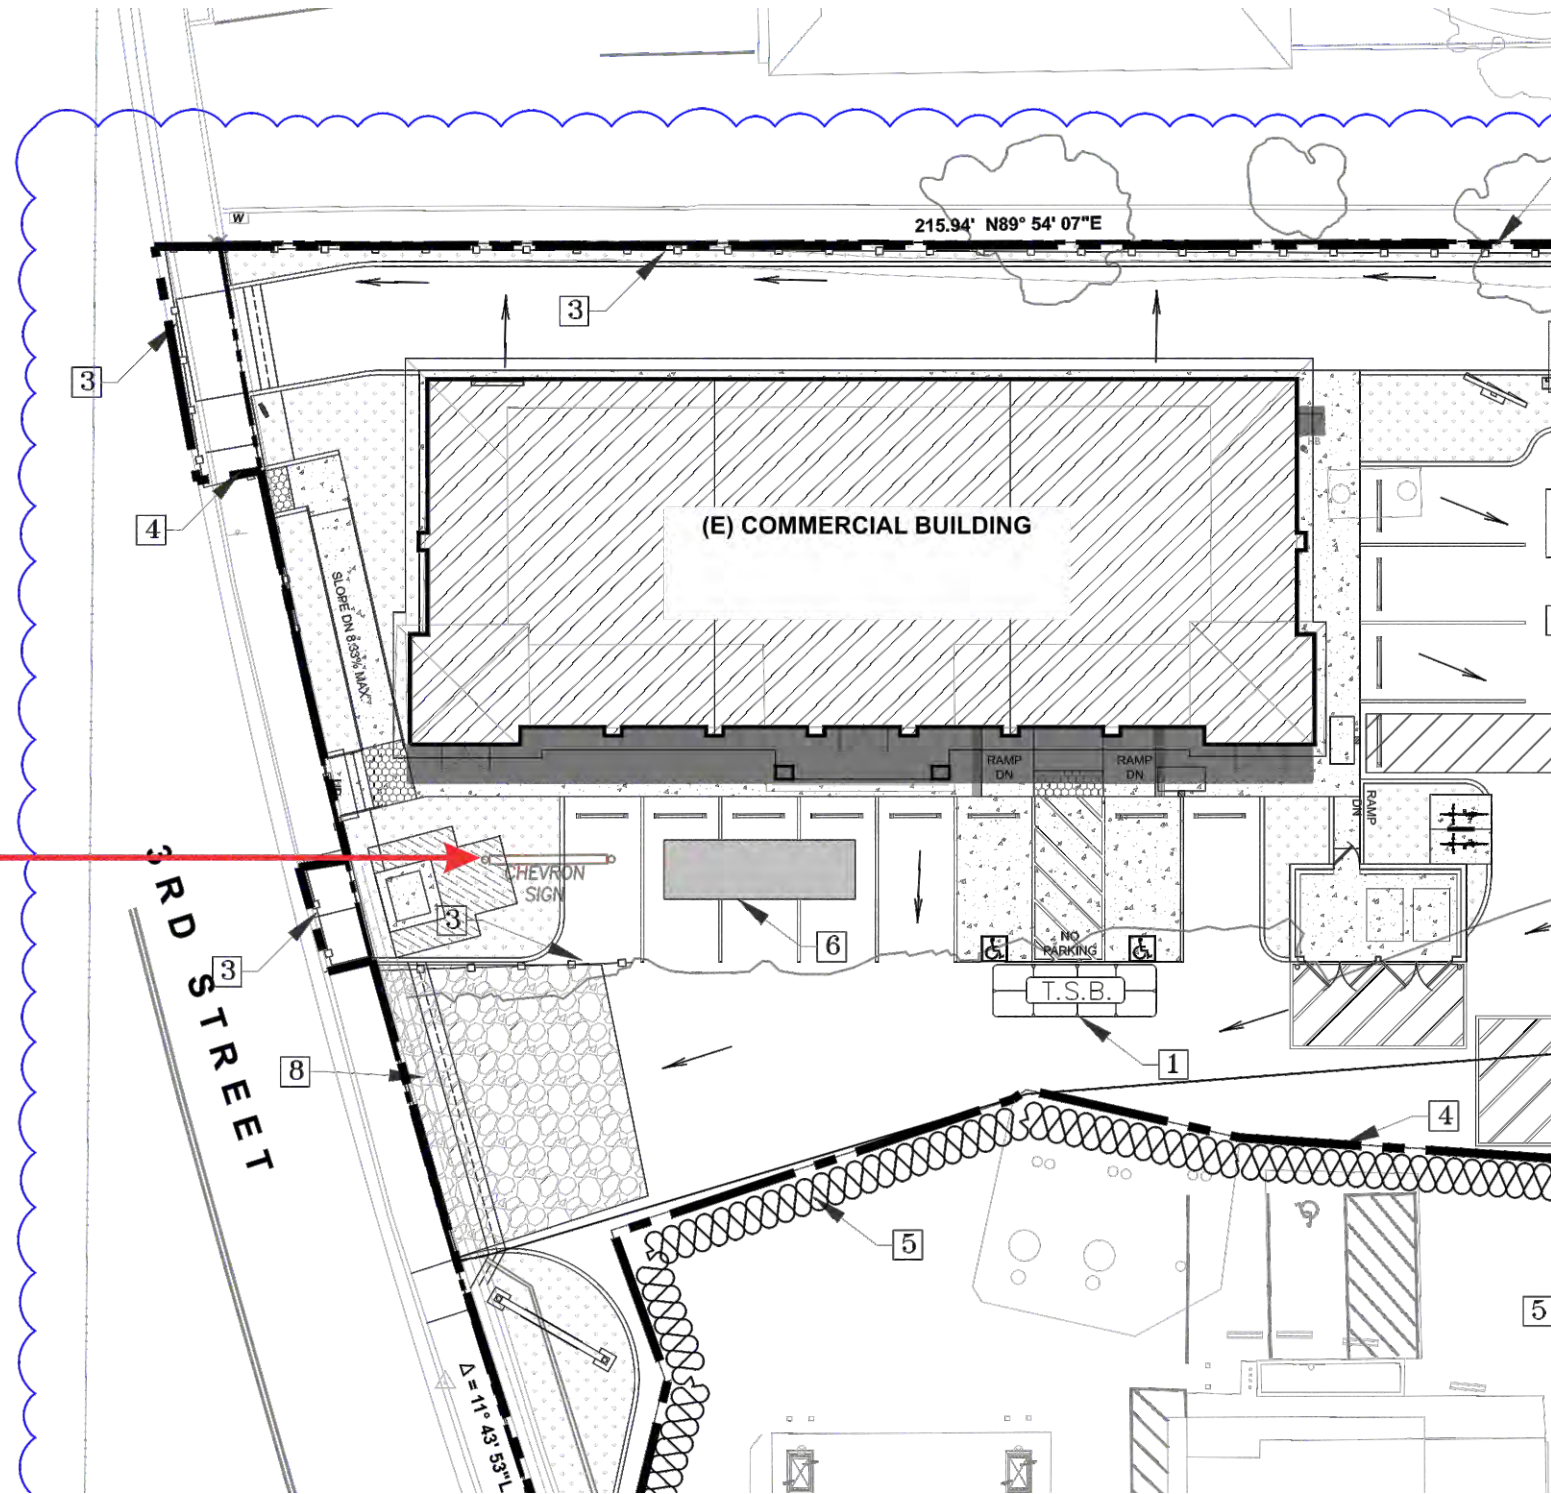 W
215.94' N89° 54' 07"E
3
3
4
(E) COMMERCIAL BUILDING
HB
SLOPE DN 8.33% MAX.
RAMP
DN
RAMP
DN
RAMP
DN
3RD STREET
CHEVRON
SIGN
3
6
NO
PARKING
3
T.S.B.
1
8
4
5
5
Δ = 11° 43' 53"L